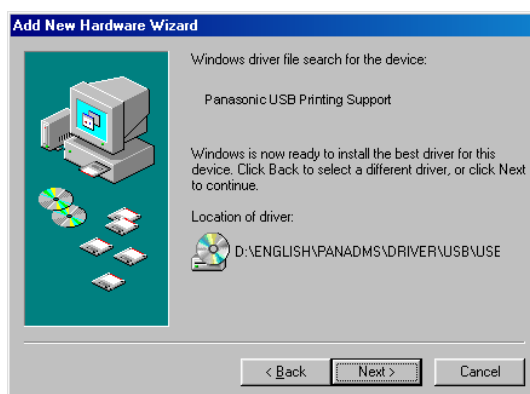 Add New Hardware Wizard
Windows driver file search for the device:
Panasonic USB Printing Support
Windows is now ready to install the best driver for this
device. Click Back to select a different driver, or click Next
to continue.
Location of driver:
D:\ENGLISH\PANADMS\DRIVER\USB\USE
< Back
Next >
Cancel